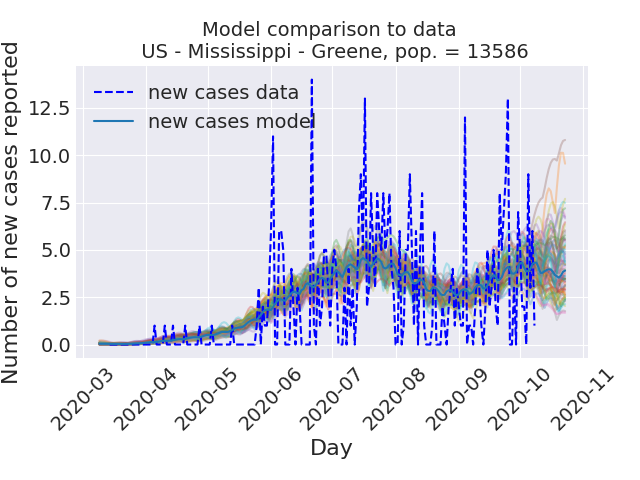 Model comparison to data
US - Mississippi - Greene, pop. = 13586
new cases data
new cases model
Number of new cases reported
12.5
10.0
7.5
5.0
2.5
0.0
2020-03
2020-04
2020-05
2020-06
2020-07
2020-08
2020-09
2020-10
2020-11
Day